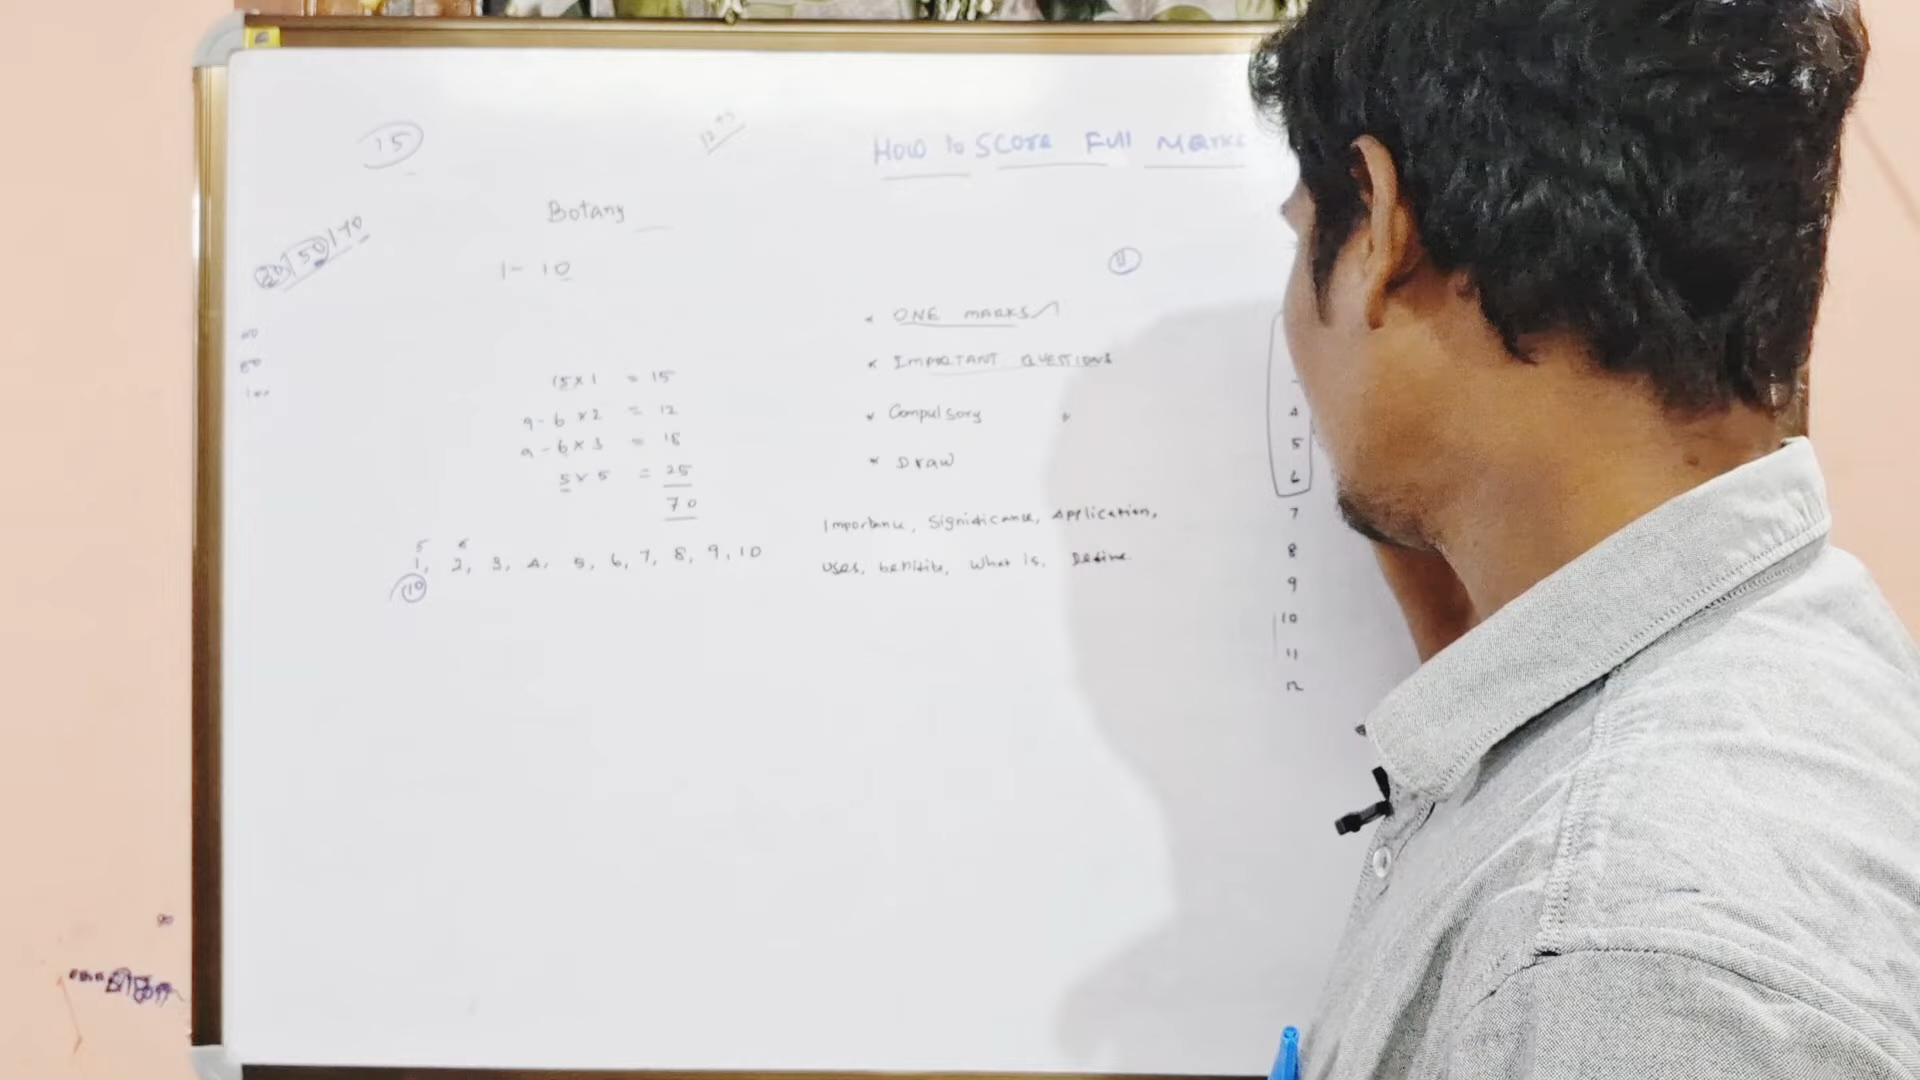 15
12+3
How to Score Full Marks
Botany
20/50/70
1- 10
11
* ONE MARKS
* IMPORTANT QUESTIONS
15 x 1 = 15
* Compulsory
9-6 x 2 = 12
* Draw
9-6 x 3 = 18
5 x 5 = 25
70
Importance, Significance, Application,
5 6
1, 2, 3, 4, 5, 6, 7, 8, 9, 10
Uses, benifits, what is, Define
10
4
5
6
7
8
9
10
11
12